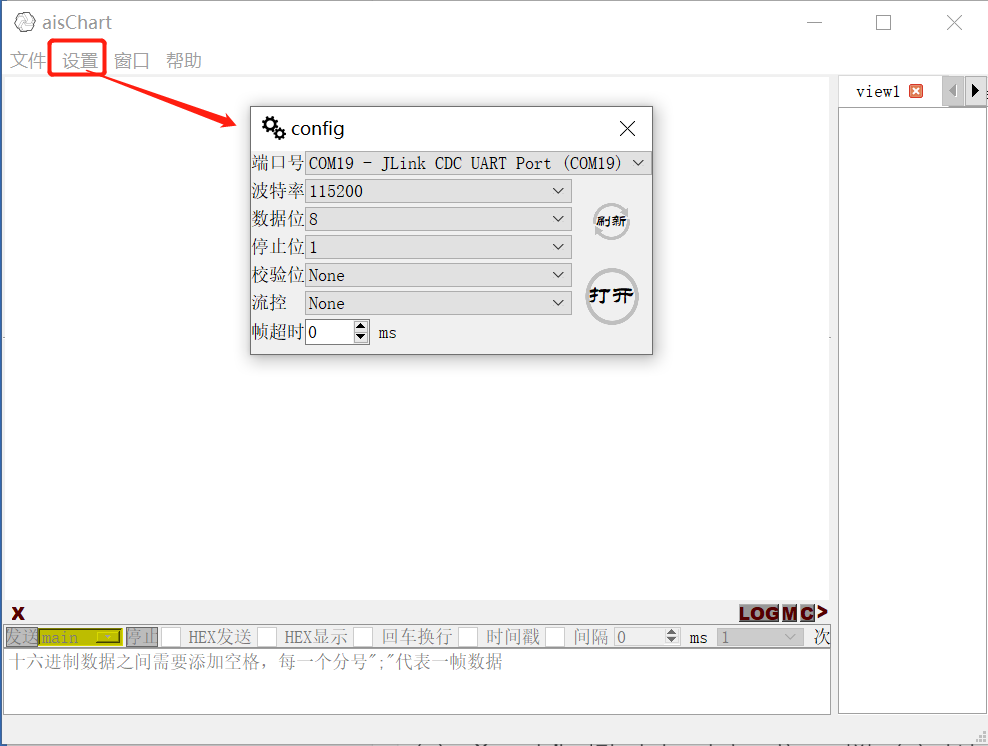 aisChart
文件 设置 窗口 帮助
view1
config
端口号 COM19 - JLink CDC UART Port (COM19)
波特率 115200
数据位 8
刷新
停止位 1
校验位 None
打开
流控 None
帧超时 0 ms
X LOG M C >
发送 main 停止 HEX发送 HEX显示 回车换行 时间戳 间隔 0 ms 1 次
十六进制数据之间需要添加空格，每一个分号";"代表一帧数据